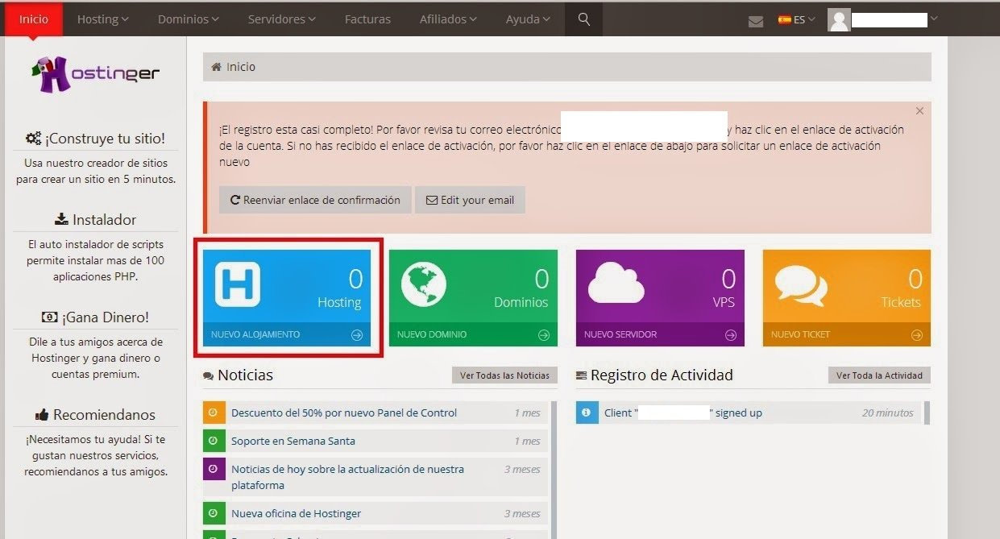 Inicio Hosting Dominios Servidores Facturas Afiliados Ayuda ES
Hostinger
¡Construye tu sitio!
Usa nuestro creador de sitios
para crear un sitio en 5 minutos.
Instalador
El auto instalador de scripts
permite instalar mas de 100
aplicaciones PHP.
¡Gana Dinero!
Dile a tus amigos acerca de
Hostinger y gana dinero o
cuentas premium.
Recomiendanos
¡Necesitamos tu ayuda! Si te
gustan nuestros servicios,
recomiendanos a tus amigos.
Inicio
¡El registro esta casi completo! Por favor revisa tu correo electrónico y haz clic en el enlace de activación
de la cuenta. Si no has recibido el enlace de activación, por favor haz clic en el enlace de abajo para solicitar un enlace de activación
nuevo
Reenviar enlace de confirmación Edit your email
H 0
Hosting
NUEVO ALOJAMIENTO
0
Dominios
NUEVO DOMINIO
0
VPS
NUEVO SERVIDOR
0
Tickets
NUEVO TICKET
Noticias Ver Todas las Noticias
Descuento del 50% por nuevo Panel de Control 1 mes
Soporte en Semana Santa 1 mes
Noticias de hoy sobre la actualización de nuestra 3 meses
plataforma
Nueva oficina de Hostinger 3 meses
Registro de Actividad Ver Toda la Actividad
Client " " signed up 20 minutos